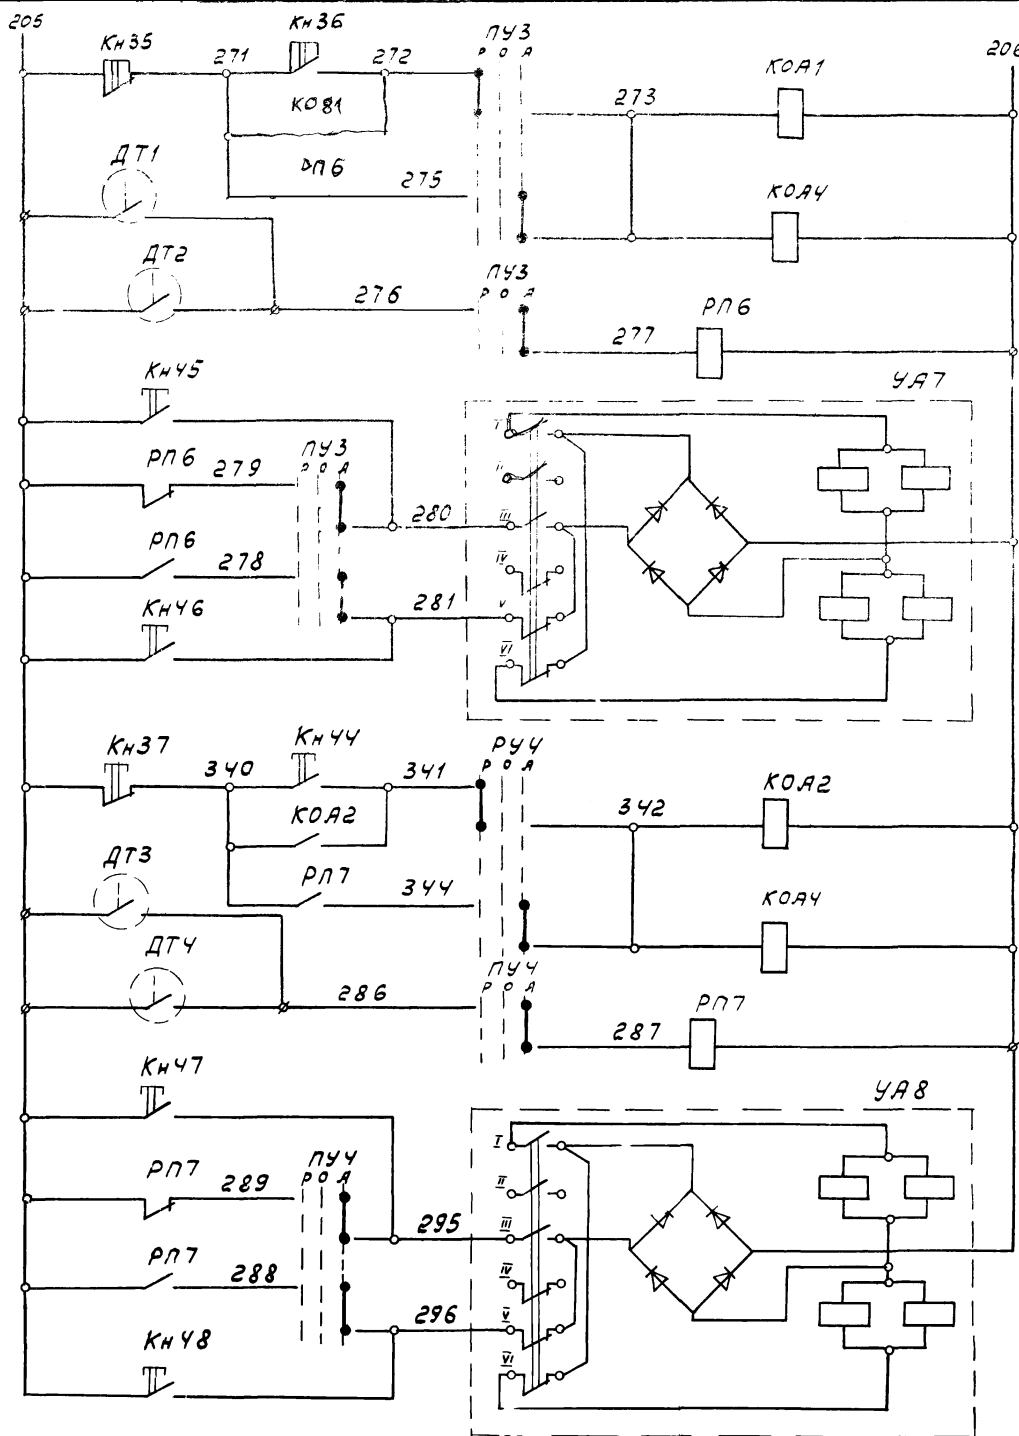 205
Кн35
271
Кн36
272
ПУ3
Р О А
206
КО81
273
КОА1
ДТ1
РП6
275
КОА4
ДТ2
276
ПУ3
Р О А
277
РП6
Кн45
УА7
РП6
279
ПУ3
Р О А
280
I
II
III
IV
V
VI
РП6
278
281
Кн46
Кн37
340
Кн44
341
РУ4
Р О А
КОА2
342
КОА2
ДТ3
РП7
344
КОА4
ДТ4
286
ПУ4
Р О А
287
РП7
Кн47
УА8
РП7
289
ПУ4
Р О А
295
I
II
III
IV
V
VI
РП7
288
296
Кн48